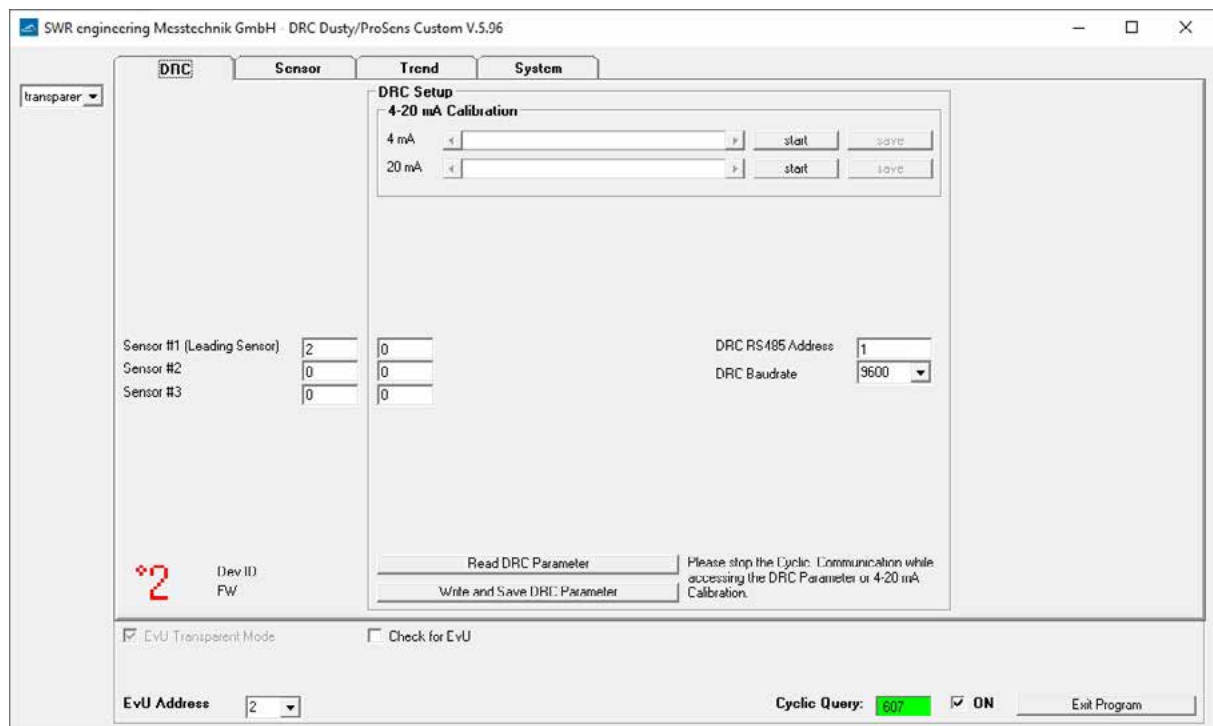 SWR engineering Messtechnik GmbH - DRC Dusty/ProSens Custom V.5.96
DRC Sensor Trend System
transparer
DRC Setup
4-20 mA Calibration
4 mA start save
20 mA start save
Sensor #1 (Leading Sensor) 2 0 DRC RS485 Address 1
Sensor #2 0 0 DRC Baudrate 9600
Sensor #3 0 0
°2 Dev ID
FW
Read DRC Parameter
Write and Save DRC Parameter
Please stop the Cyclic Communication while
accessing the DRC Parameter or 4-20 mA
Calibration.
EvU Transparent Mode Check for EvU
EvU Address 2 Cyclic Query: 607 ON Exit Program